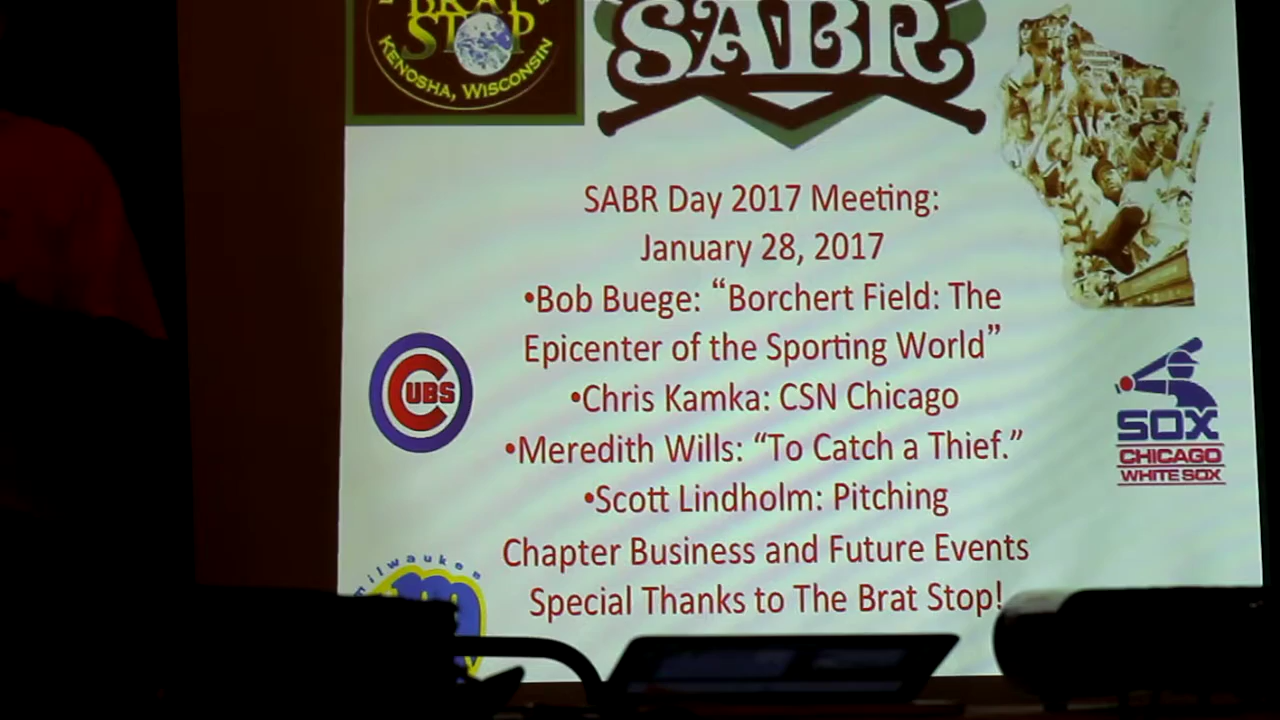 BRAT
STOP
KENOSHA, WISCONSIN
SABR
SABR Day 2017 Meeting:
January 28, 2017
•Bob Buege: “Borchert Field: The
Epicenter of the Sporting World”
•Chris Kamka: CSN Chicago
•Meredith Wills: “To Catch a Thief.”
•Scott Lindholm: Pitching
Chapter Business and Future Events
Special Thanks to The Brat Stop!
CUBS
SOX
CHICAGO
WHITE SOX
milwaukee